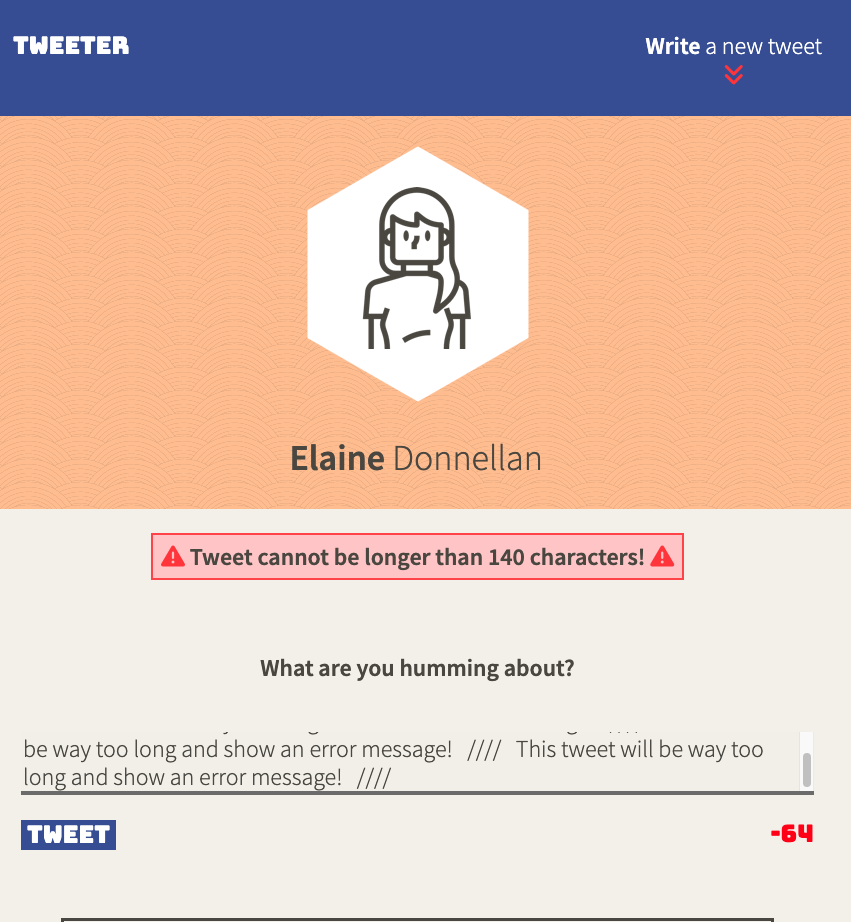 TWEETER
Write a new tweet
Elaine Donnellan
Tweet cannot be longer than 140 characters!
What are you humming about?
be way too long and show an error message!   ////   This tweet will be way too
long and show an error message!   ////
TWEET
-64